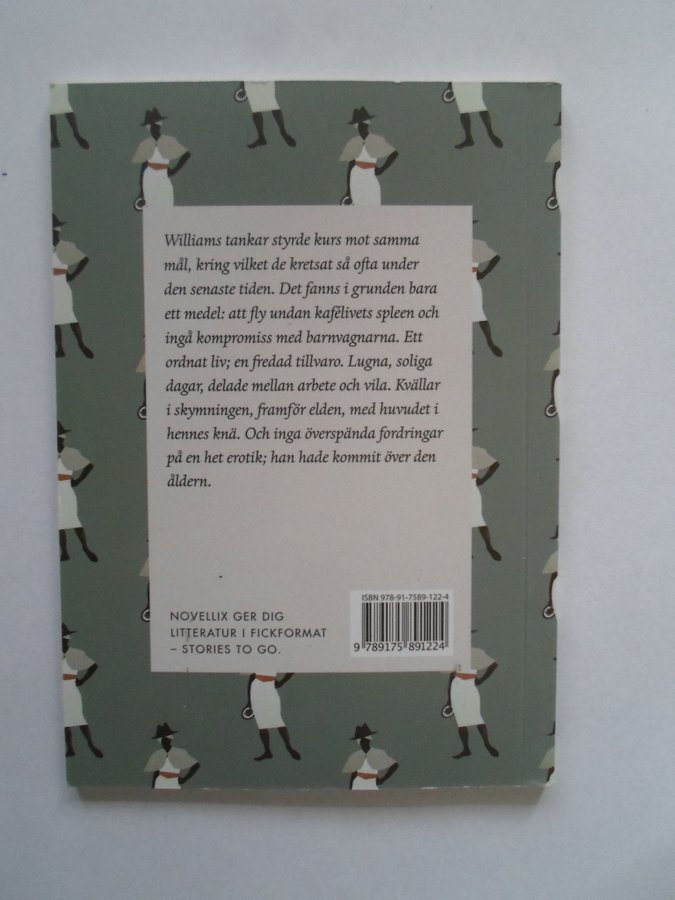 Williams tankar styrde kurs mot samma
mål, kring vilket de kretsat så ofta under
den senaste tiden. Det fanns i grunden bara
ett medel: att fly undan kafélivets spleen och
ingå kompromiss med barnvagnarna. Ett
ordnat liv; en fredad tillvaro. Lugna, soliga
dagar, delade mellan arbete och vila. Kvällar
i skymningen, framför elden, med huvudet i
hennes knä. Och inga överspända fordringar
på en het erotik; han hade kommit över den
åldern.
NOVELLIX GER DIG
LITTERATUR I FICKFORMAT
– STORIES TO GO.
ISBN 978-91-7589-122-4
9 789175 891224